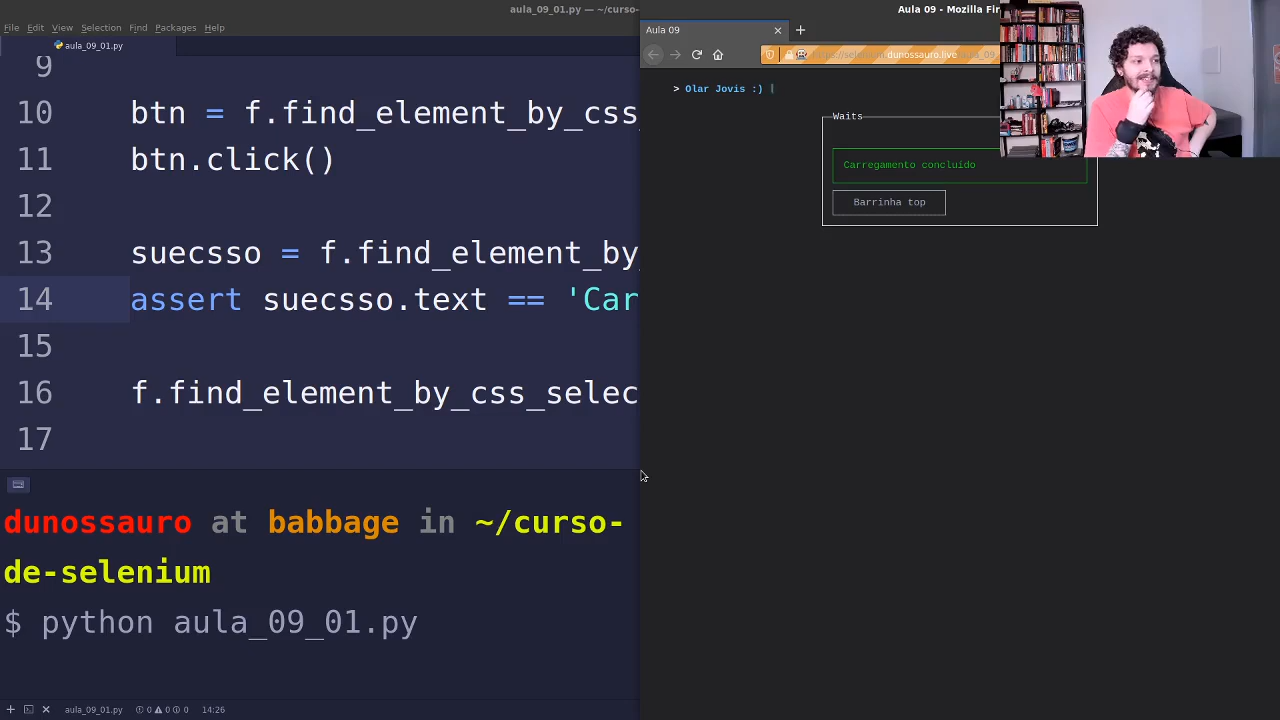 aula_09_01.py — ~/curso-
File Edit View Selection Find Packages Help
aula_09_01.py
9
10 btn = f.find_element_by_css_
11 btn.click()
12
13 suecsso = f.find_element_by_
14 assert suecsso.text == 'Car
15
16 f.find_element_by_css_selec
17
dunossauro at babbage in ~/curso-
de-selenium
$ python aula_09_01.py
aula_09_01.py 0 0 0 14:26
Aula 09 - Mozilla Fir
Aula 09
dunossauro.live
> Olar Jovis :) |
Waits
Carregamento concluído
Barrinha top